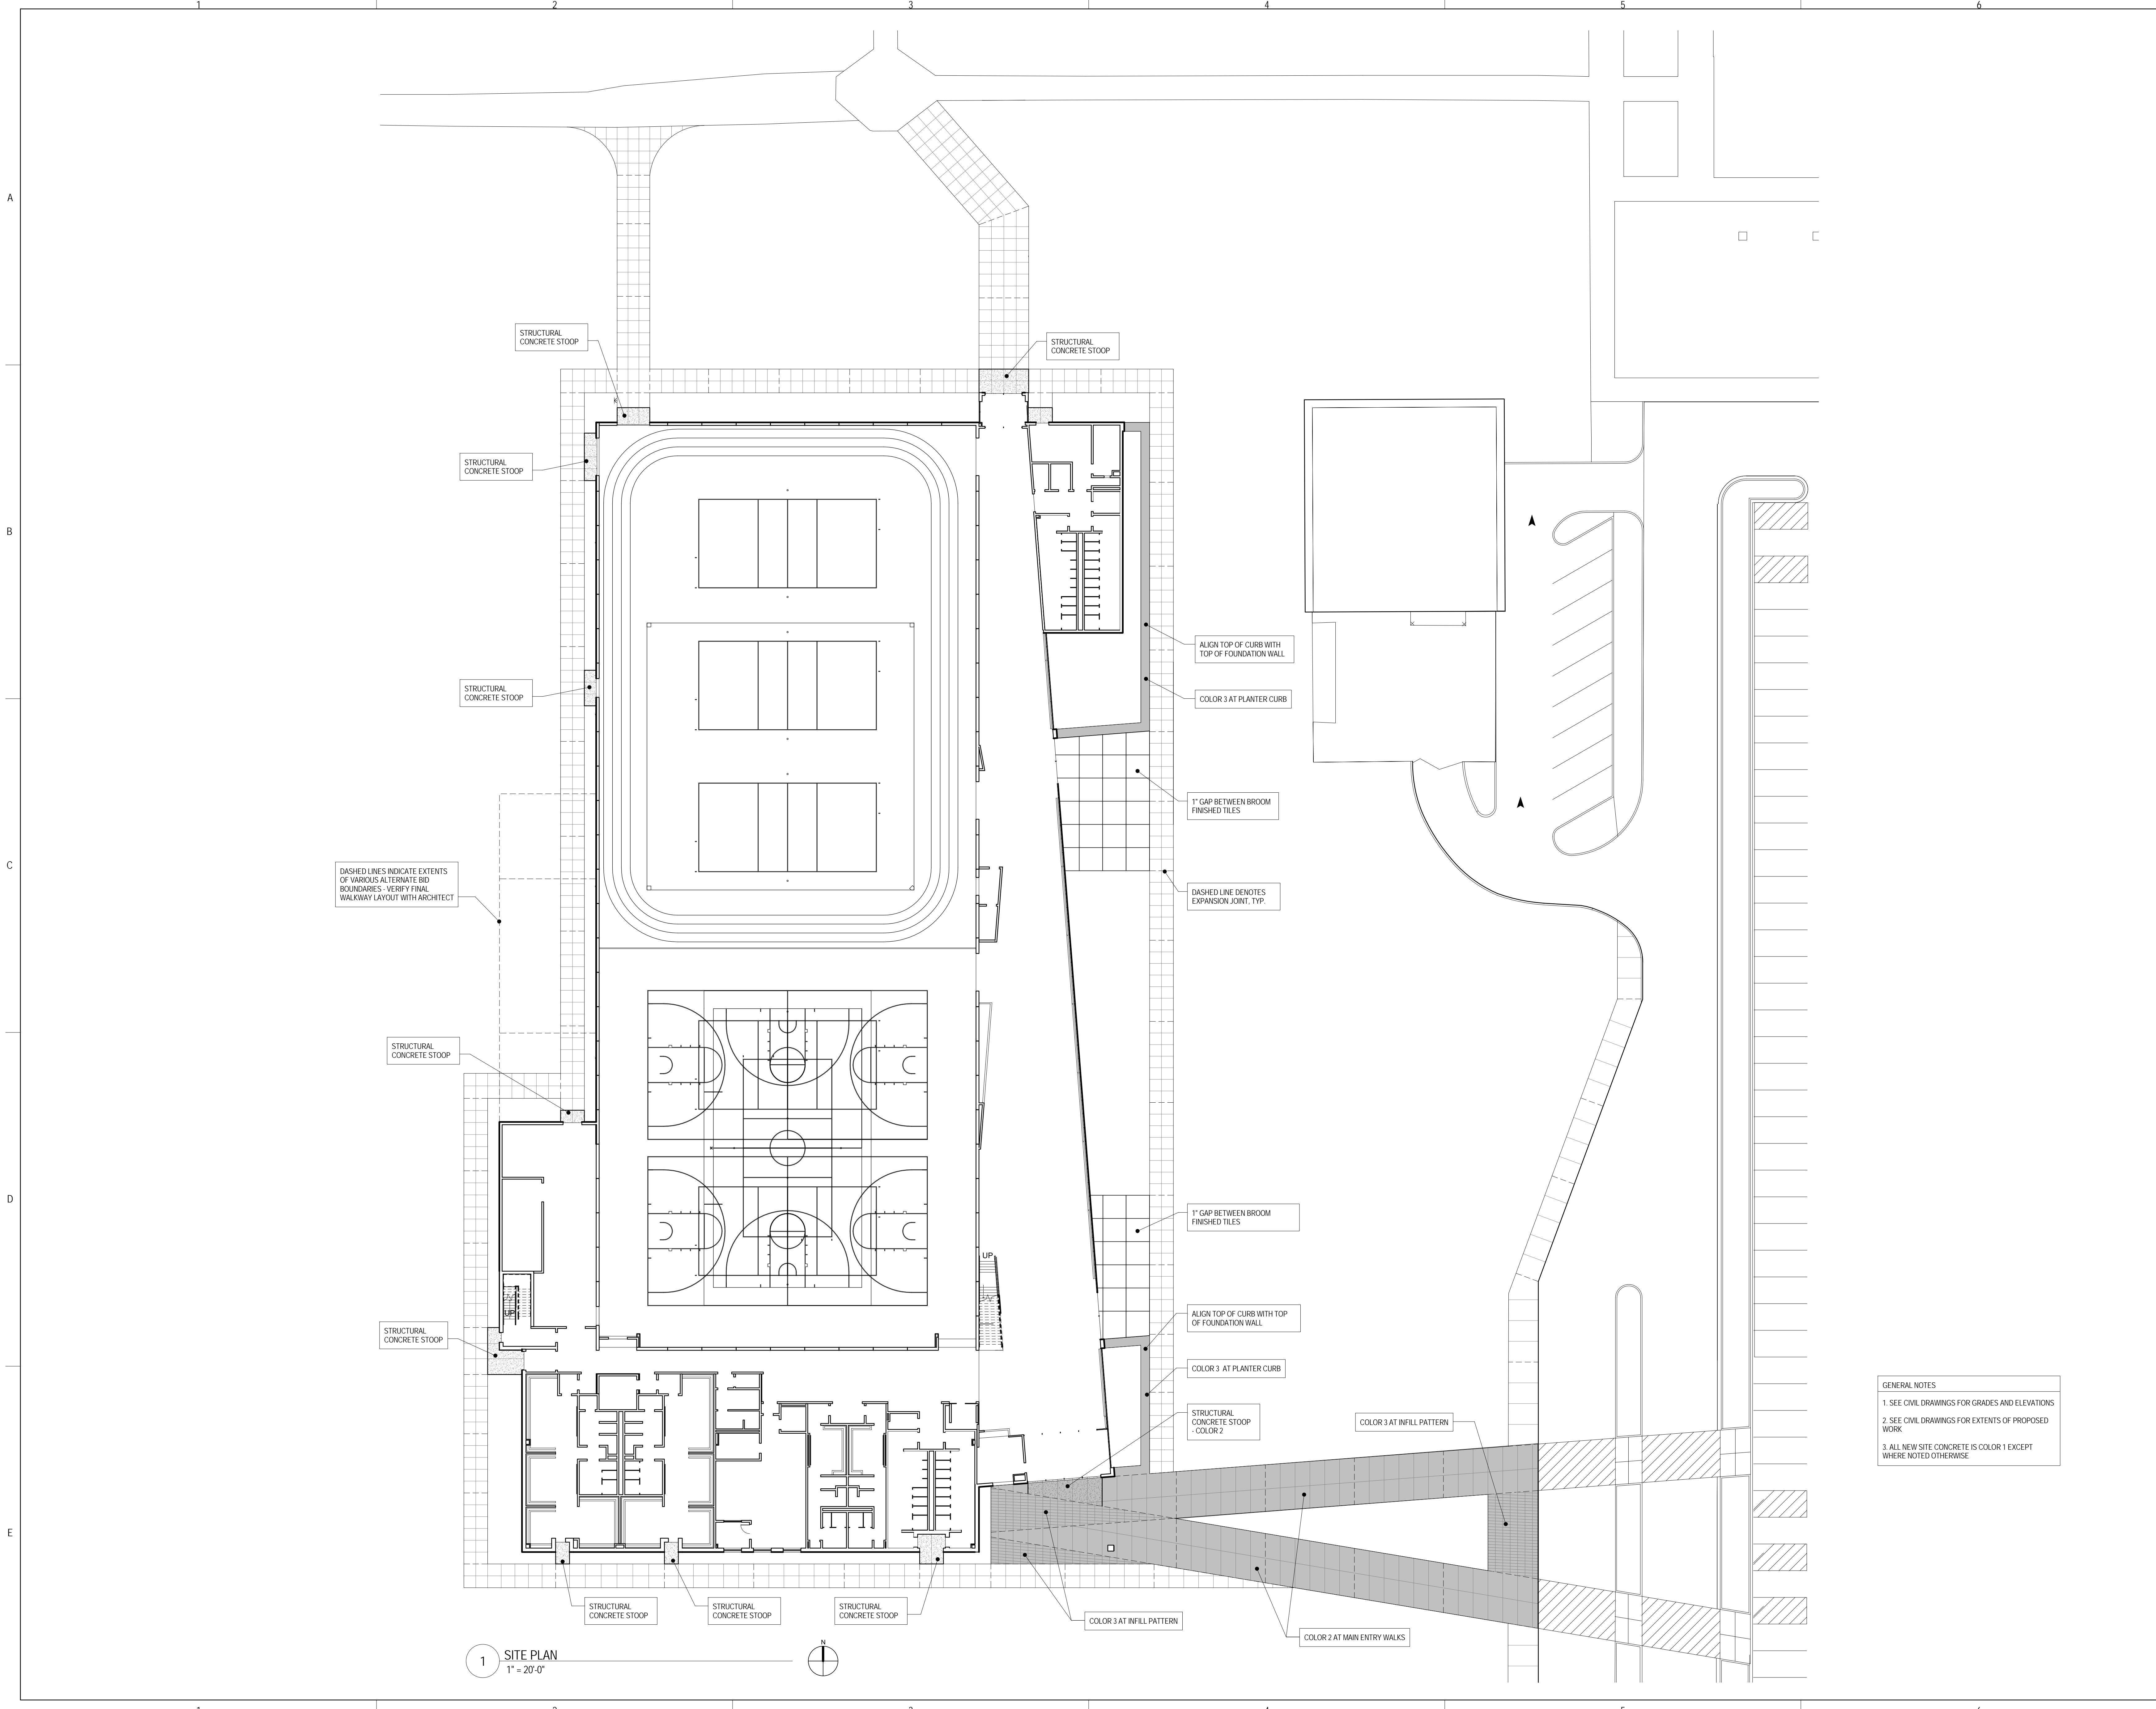 1
2
3
4
5
6
A
B
C
D
E
STRUCTURAL
CONCRETE STOOP
STRUCTURAL
CONCRETE STOOP
STRUCTURAL
CONCRETE STOOP
STRUCTURAL
CONCRETE STOOP
ALIGN TOP OF CURB WITH
TOP OF FOUNDATION WALL
COLOR 3 AT PLANTER CURB
1" GAP BETWEEN BROOM
FINISHED TILES
DASHED LINES INDICATE EXTENTS
OF VARIOUS ALTERNATE BID
BOUNDARIES - VERIFY FINAL
WALKWAY LAYOUT WITH ARCHITECT
DASHED LINE DENOTES
EXPANSION JOINT, TYP.
STRUCTURAL
CONCRETE STOOP
1" GAP BETWEEN BROOM
FINISHED TILES
UP
UP
STRUCTURAL
CONCRETE STOOP
ALIGN TOP OF CURB WITH TOP
OF FOUNDATION WALL
COLOR 3 AT PLANTER CURB
STRUCTURAL
CONCRETE STOOP
- COLOR 2
COLOR 3 AT INFILL PATTERN
GENERAL NOTES
1. SEE CIVIL DRAWINGS FOR GRADES AND ELEVATIONS
2. SEE CIVIL DRAWINGS FOR EXTENTS OF PROPOSED
WORK
3. ALL NEW SITE CONCRETE IS COLOR 1 EXCEPT
WHERE NOTED OTHERWISE
STRUCTURAL
CONCRETE STOOP
STRUCTURAL
CONCRETE STOOP
STRUCTURAL
CONCRETE STOOP
COLOR 3 AT INFILL PATTERN
COLOR 2 AT MAIN ENTRY WALKS
1
SITE PLAN
1" = 20'-0"
N